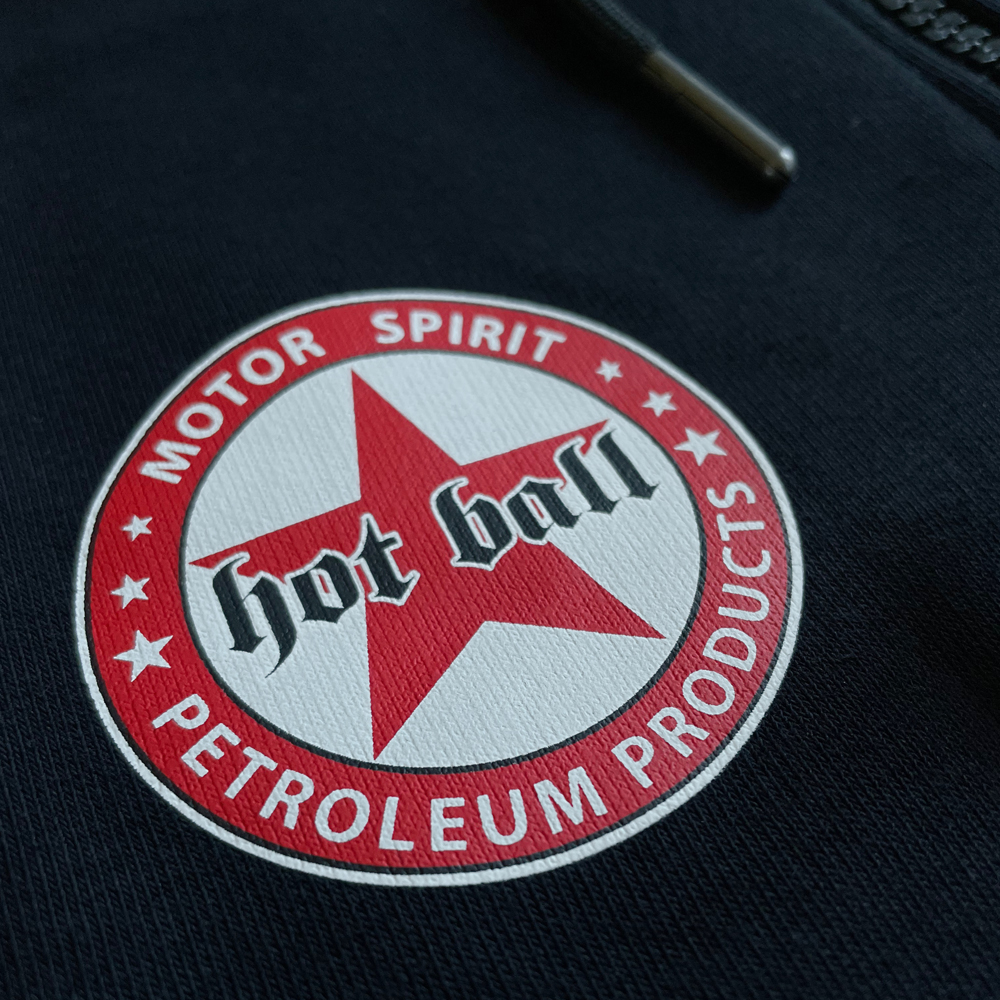 MOTOR SPIRIT
hot ball
PETROLEUM PRODUCTS